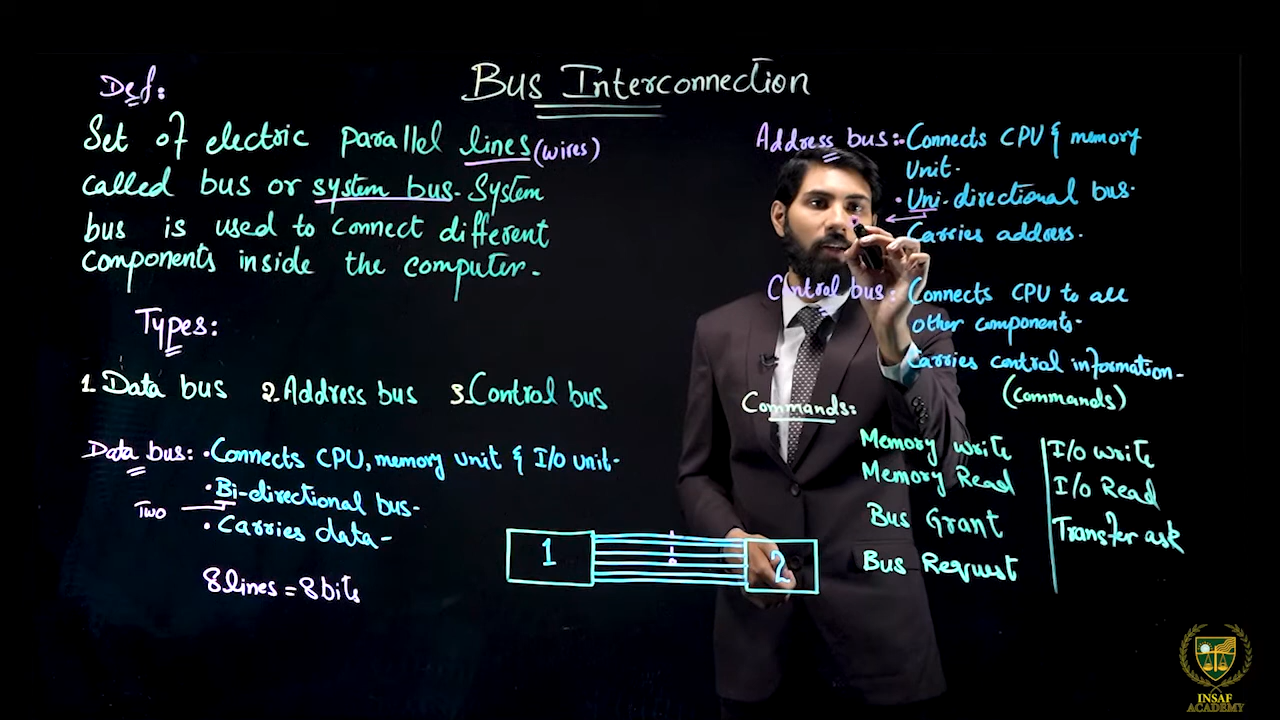 Bus Interconnection
Def:
Set of electric parallel lines (wires)
called bus or system bus. System
bus is used to connect different
components inside the computer.
Types:
1. Data bus 2. Address bus 3. Control bus
Data bus: • Connects CPU, memory unit & I/O unit.
• Bi-directional bus.
Two
• Carries data.
8 lines = 8 bits
1
2
Address bus: • Connects CPU & memory
Unit.
• Uni-directional bus.
Carries address.
Control bus: Connects CPU to all
other components.
Carries control information.
(commands)
Commands:
Memory write
Memory Read
Bus Grant
Bus Request
I/O write
I/O Read
Transfer ask
INSAF
ACADEMY